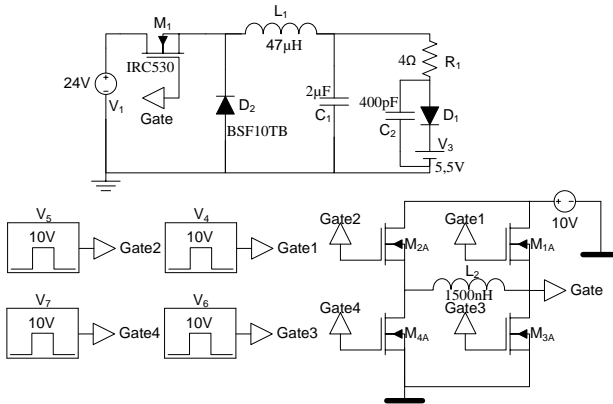 M1
L1
47μH
4Ω
R1
IRC530
24V
V1
Gate
D2
BSF10TB
2μF
C1
400pF
C2
D1
V3
5,5V
V5
10V
Gate2
V4
10V
Gate1
Gate2
M2A
Gate1
M1A
10V
L2
1500nH
Gate
V7
10V
Gate4
V6
10V
Gate3
Gate4
M4A
Gate3
M3A